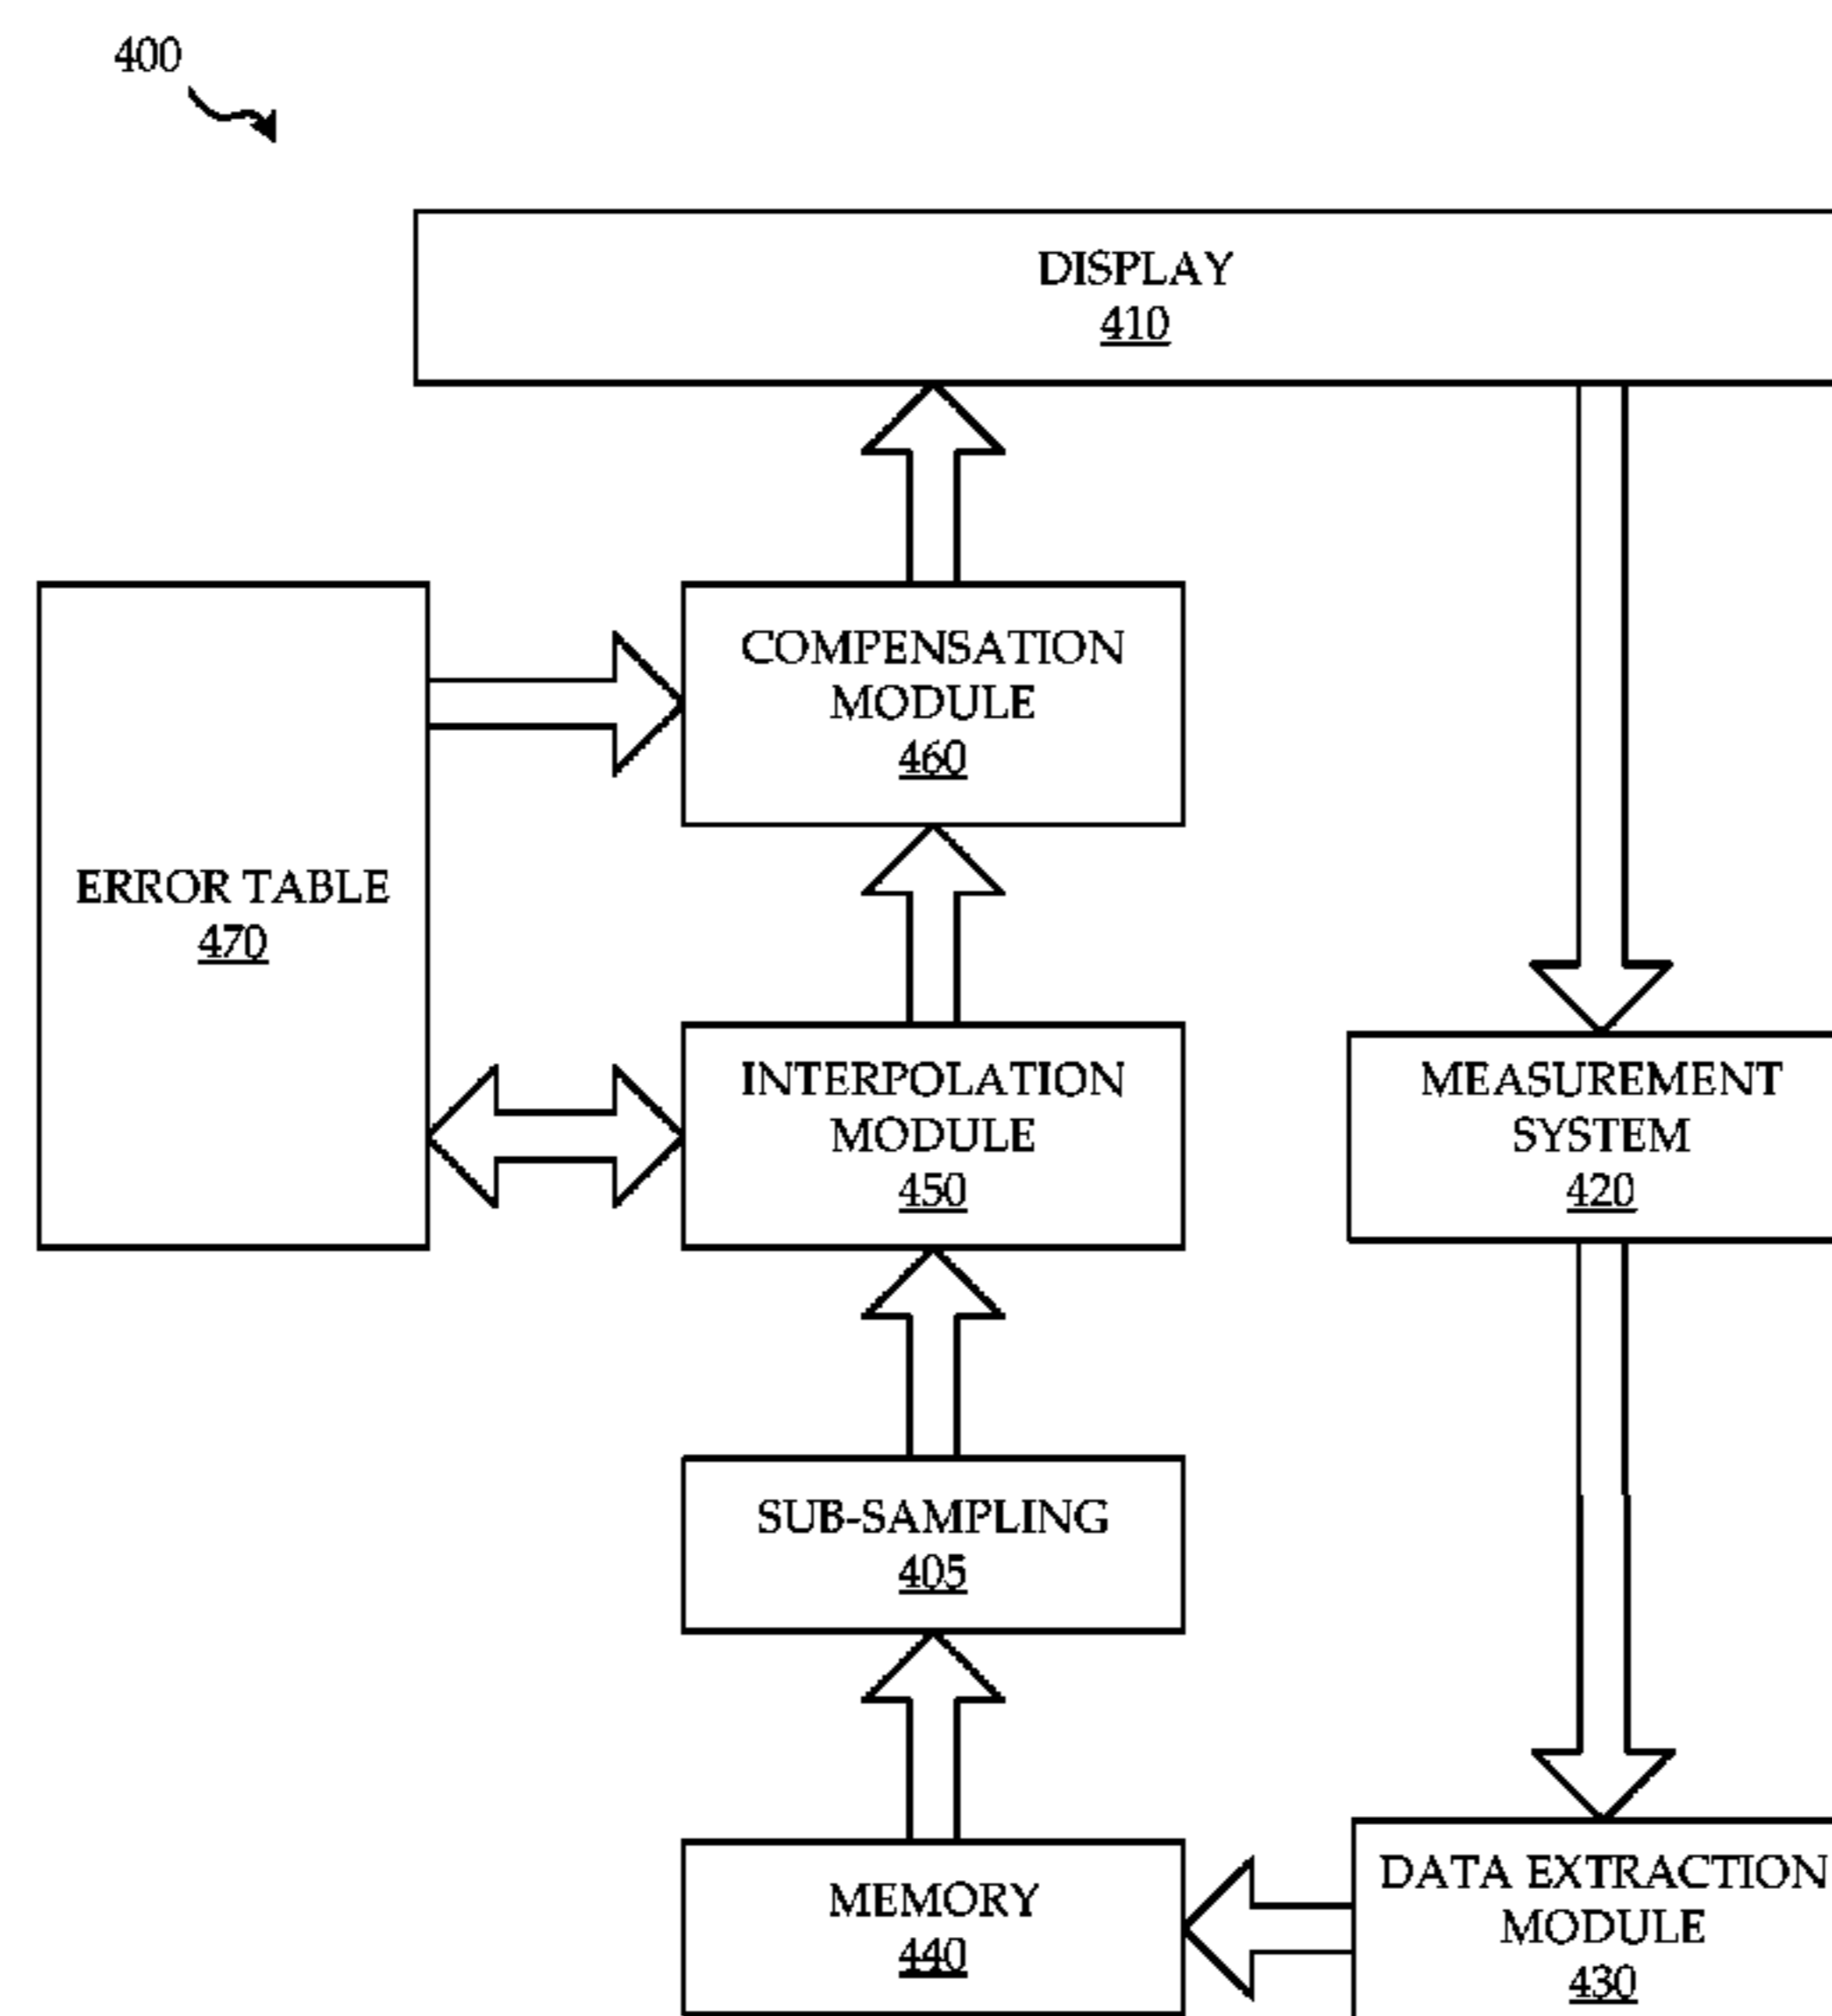 400
DISPLAY
410
COMPENSATION
MODULE
460
ERROR TABLE
470
INTERPOLATION
MODULE
450
MEASUREMENT
SYSTEM
420
SUB-SAMPLING
405
MEMORY
440
DATA EXTRACTION
MODULE
430